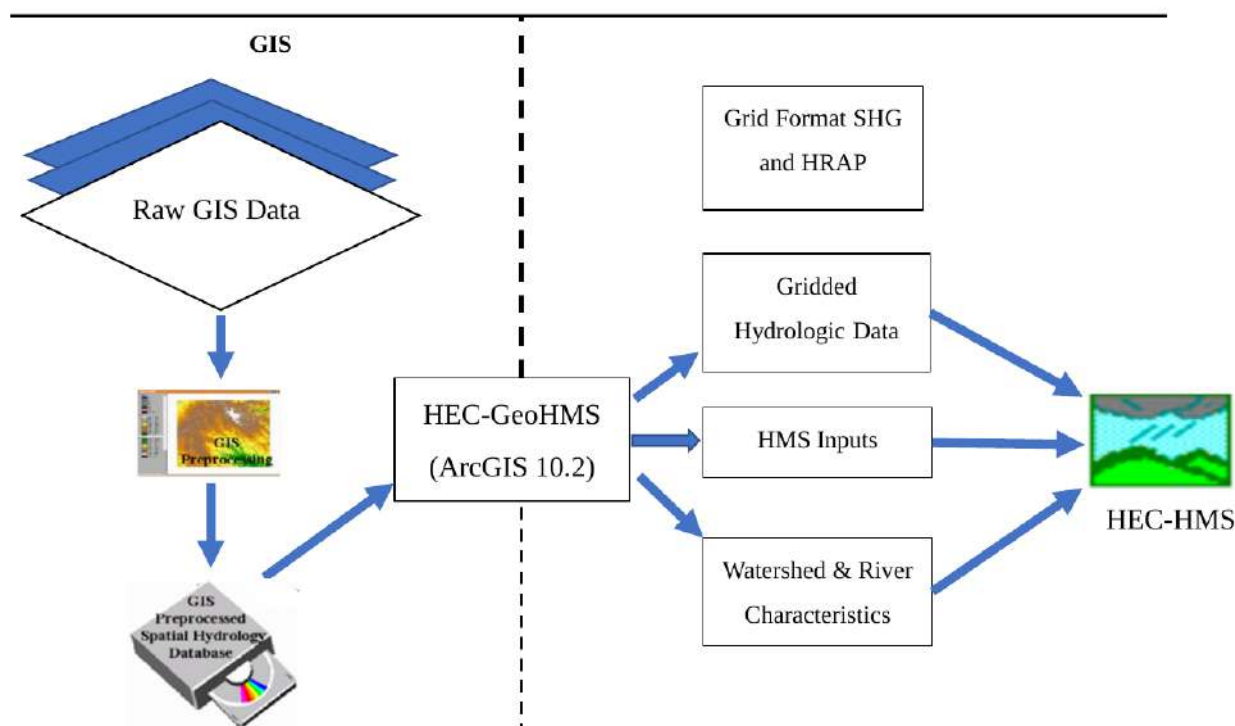 GIS
Raw GIS Data
GIS
Preprocessing
GIS
Preprocessed
Spatial Hydrology
Database
HEC-GeoHMS
(ArcGIS 10.2)
Grid Format SHG
and HRAP
Gridded
Hydrologic Data
HMS Inputs
Watershed & River
Characteristics
HEC-HMS